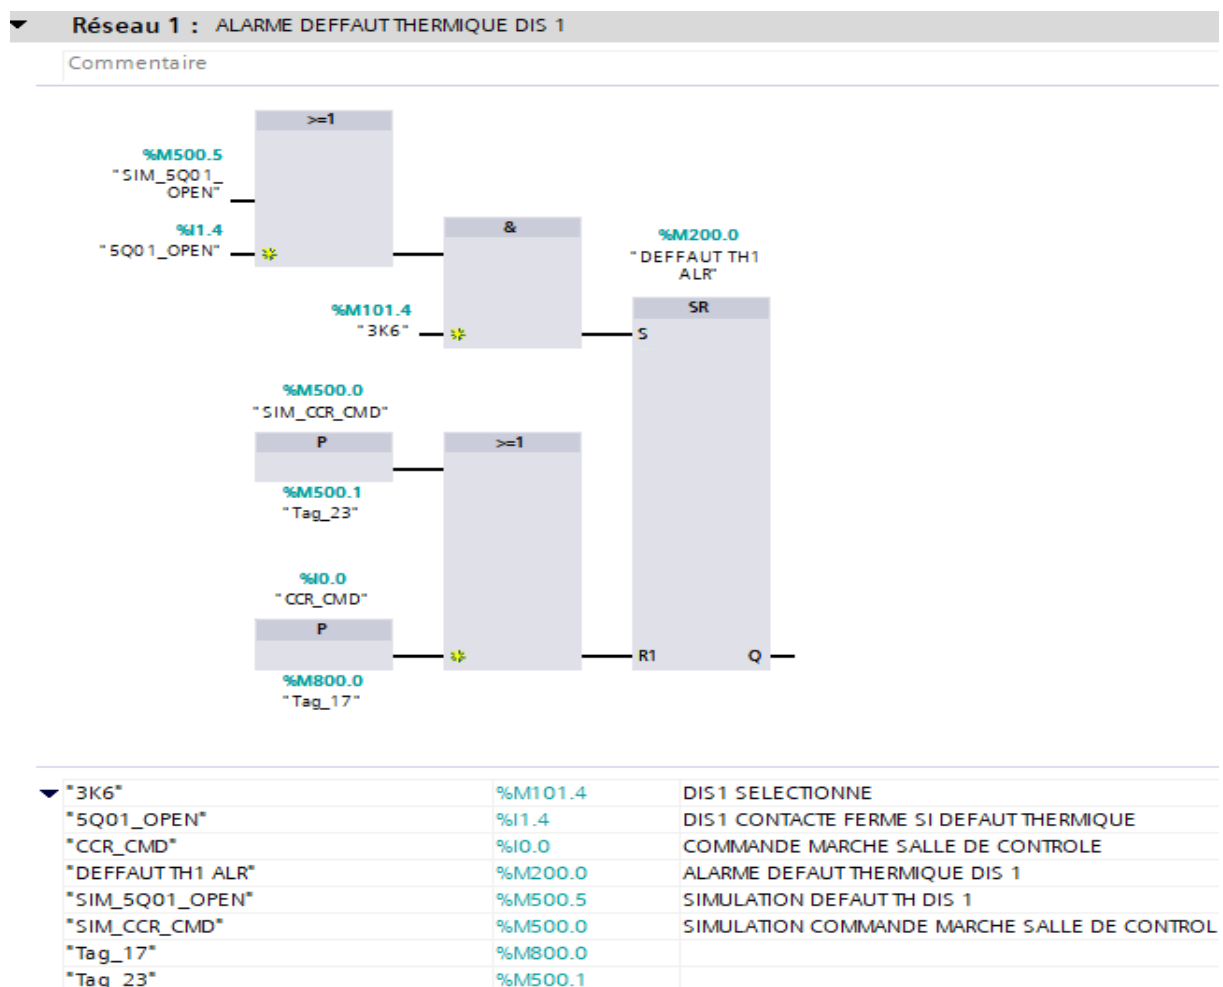 Réseau 1 : ALARME DEFFAUT THERMIQUE DIS 1
Commentaire
>=1
%M500.5
"SIM_5Q01_
OPEN"
%I1.4
"5Q01_OPEN"
&
%M200.0
"DEFFAUT TH1
ALR"
%M101.4
"3K6"
SR
S
%M500.0
"SIM_CCR_CMD"
P
>=1
%M500.1
"Tag_23"
%I0.0
"CCR_CMD"
P
R1 Q
%M800.0
"Tag_17"
"3K6" %M101.4 DIS1 SELECTIONNE
"5Q01_OPEN" %I1.4 DIS1 CONTACTE FERME SI DEFAUT THERMIQUE
"CCR_CMD" %I0.0 COMMANDE MARCHE SALLE DE CONTROLE
"DEFFAUT TH1 ALR" %M200.0 ALARME DEFAUT THERMIQUE DIS 1
"SIM_5Q01_OPEN" %M500.5 SIMULATION DEFAUT TH DIS 1
"SIM_CCR_CMD" %M500.0 SIMULATION COMMANDE MARCHE SALLE DE CONTROL
"Tag_17" %M800.0
"Tag_23" %M500.1